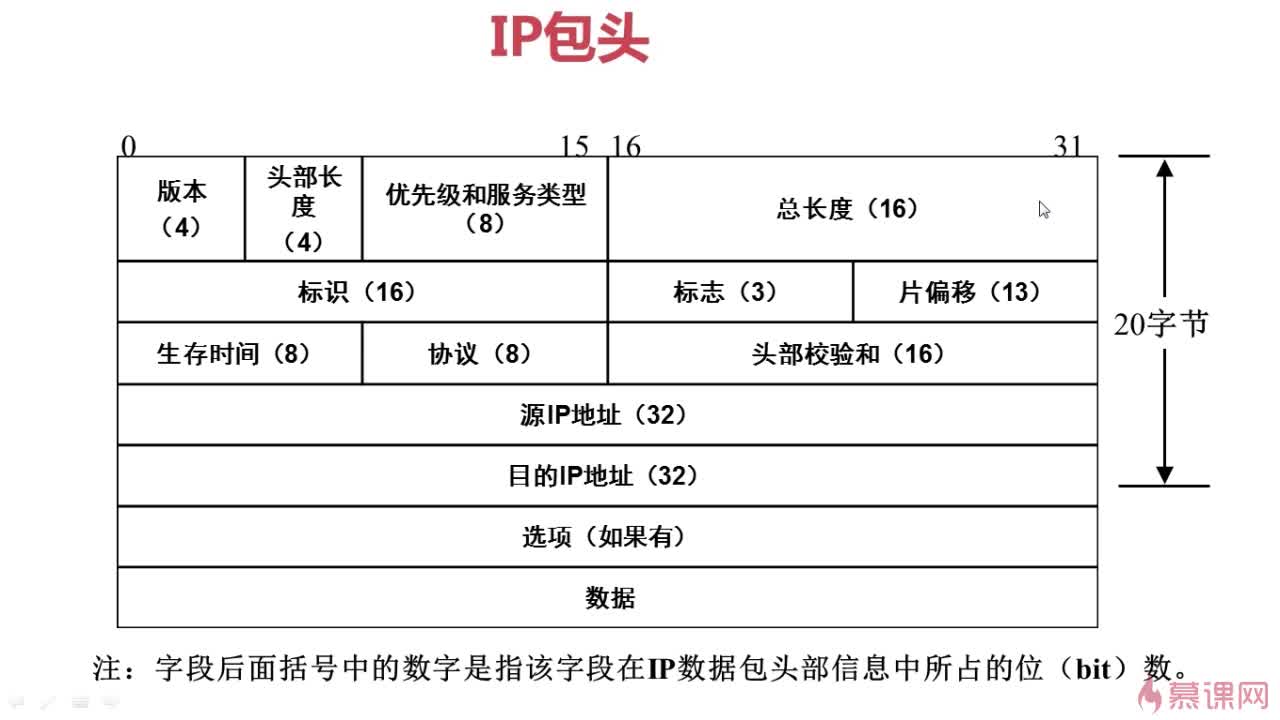 IP包头
0 15 16 31
版本
（4）
头部长
度
（4）
优先级和服务类型
（8）
总长度（16）
标识（16）
标志（3）
片偏移（13）
生存时间（8）
协议（8）
头部校验和（16）
20字节
源IP地址（32）
目的IP地址（32）
选项（如果有）
数据
注：字段后面括号中的数字是指该字段在IP数据包头部信息中所占的位（bit）数。
慕课网